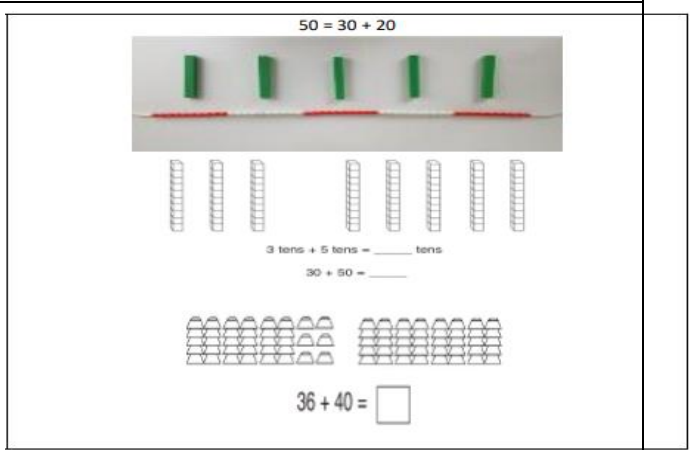 50 = 30 + 20
3 tens + 5 tens = ______ tens
30 + 50 = ______
36 + 40 =